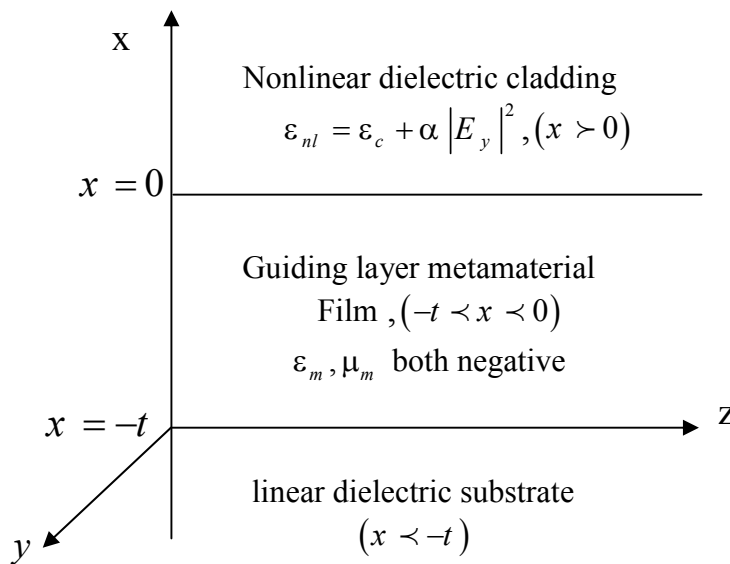 x
Nonlinear dielectric cladding
ε_nl = ε_c + α |E_y|^2 , (x ≻ 0)
x = 0
Guiding layer metamaterial
Film , (−t ≺ x ≺ 0)
ε_m , μ_m both negative
x = −t
z
linear dielectric substrate
(x ≺ −t)
y